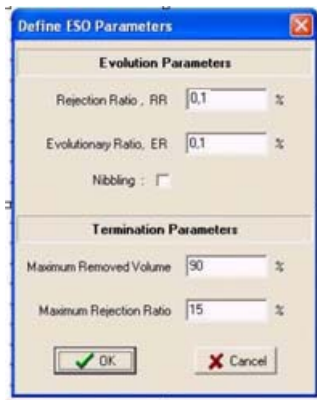 Define ESO Parameters
Evolution Parameters
Rejection Ratio , RR 0,1 %
Evolutionary Ratio, ER 0,1 %
Nibbling :
Termination Parameters
Maximum Removed Volume 90 %
Maximum Rejection Ratio 15 %
OK Cancel